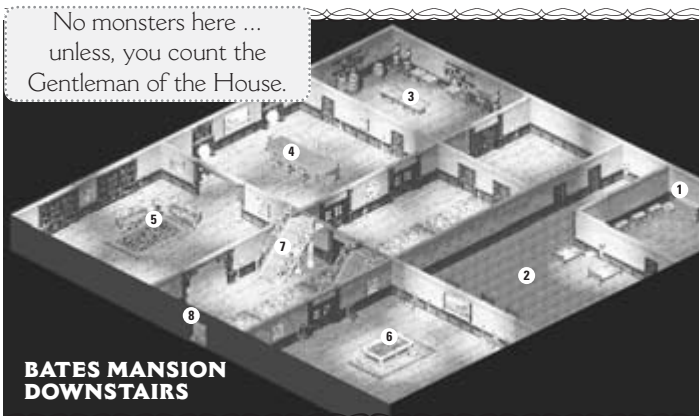 No monsters here ...
unless, you count the
Gentleman of the House.
3
4
1
5
7
2
8
6
BATES MANSION
DOWNSTAIRS